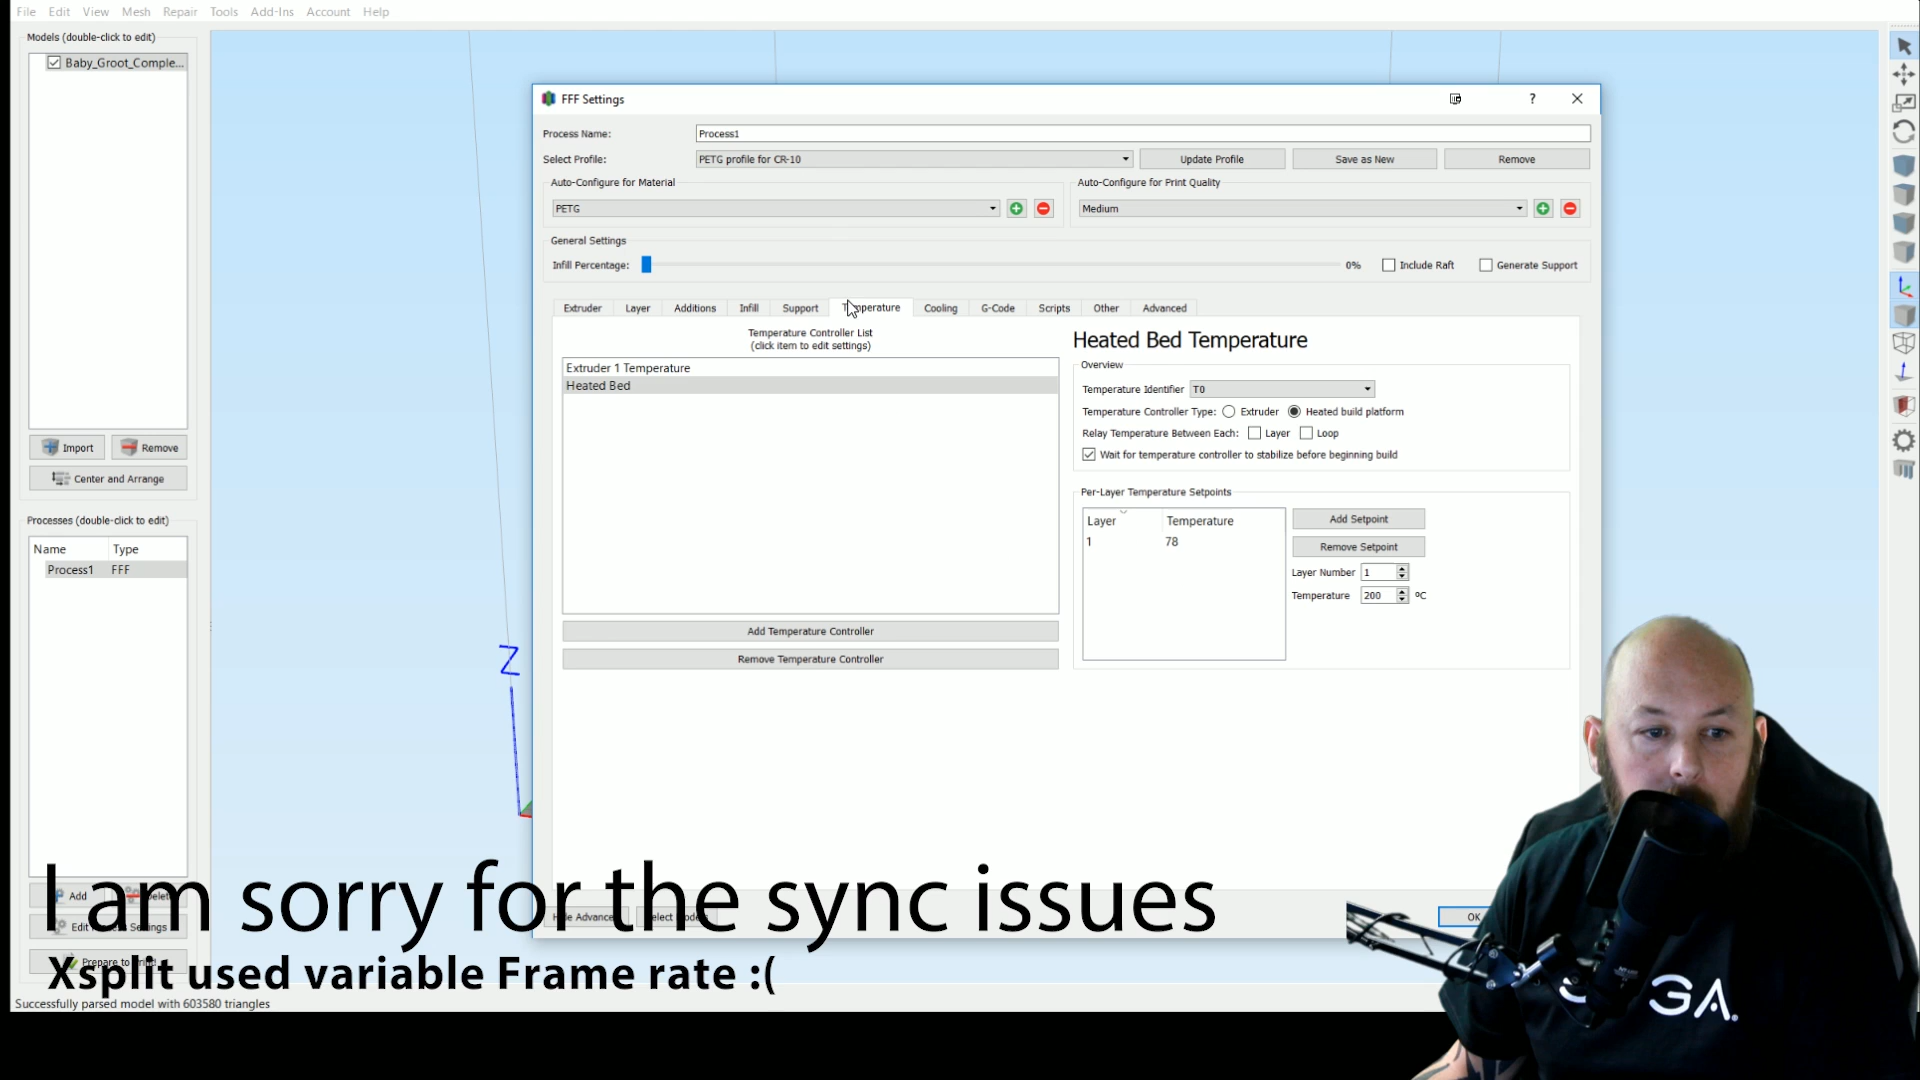 File Edit View Mesh Repair Tools Add-Ins Account Help
Models (double-click to edit)
Baby_Groot_Comple...
Import Remove
Center and Arrange
Processes (double-click to edit)
Name Type
Process1 FFF
Add
Edit
Settings
Prepare to
Successfully parsed model with 603580 triangles
Z
FFF Settings
?
Process Name: Process1
Select Profile: PETG profile for CR-10 Update Profile Save as New Remove
Auto-Configure for Material
PETG
Auto-Configure for Print Quality
Medium
General Settings
Infill Percentage: 0% Include Raft Generate Support
Extruder Layer Additions Infill Support Temperature Cooling G-Code Scripts Other Advanced
Temperature Controller List
(click item to edit settings)
Extruder 1 Temperature
Heated Bed
Add Temperature Controller
Remove Temperature Controller
Heated Bed Temperature
Overview
Temperature Identifier T0
Temperature Controller Type: Extruder Heated build platform
Relay Temperature Between Each: Layer Loop
Wait for temperature controller to stabilize before beginning build
Per-Layer Temperature Setpoints
Layer Temperature
1 78
Add Setpoint
Remove Setpoint
Layer Number 1
Temperature 200 ºC
OK
I am sorry for the sync issues
Xsplit used variable Frame rate :(